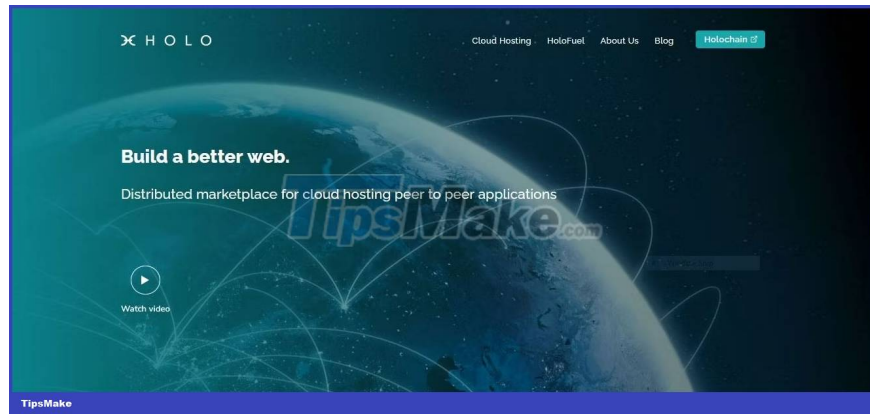 HOLO
Cloud Hosting HoloFuel About Us Blog Holochain
Build a better web.
Distributed marketplace for cloud hosting peer to peer applications
TipsMake.com
Watch video
TipsMake